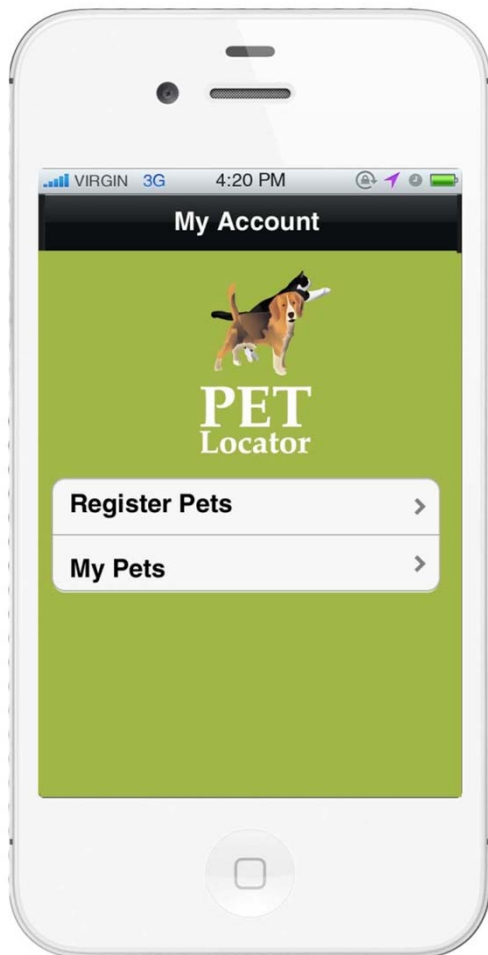 VIRGIN 3G 4:20 PM
My Account
PET
Locator
Register Pets
My Pets